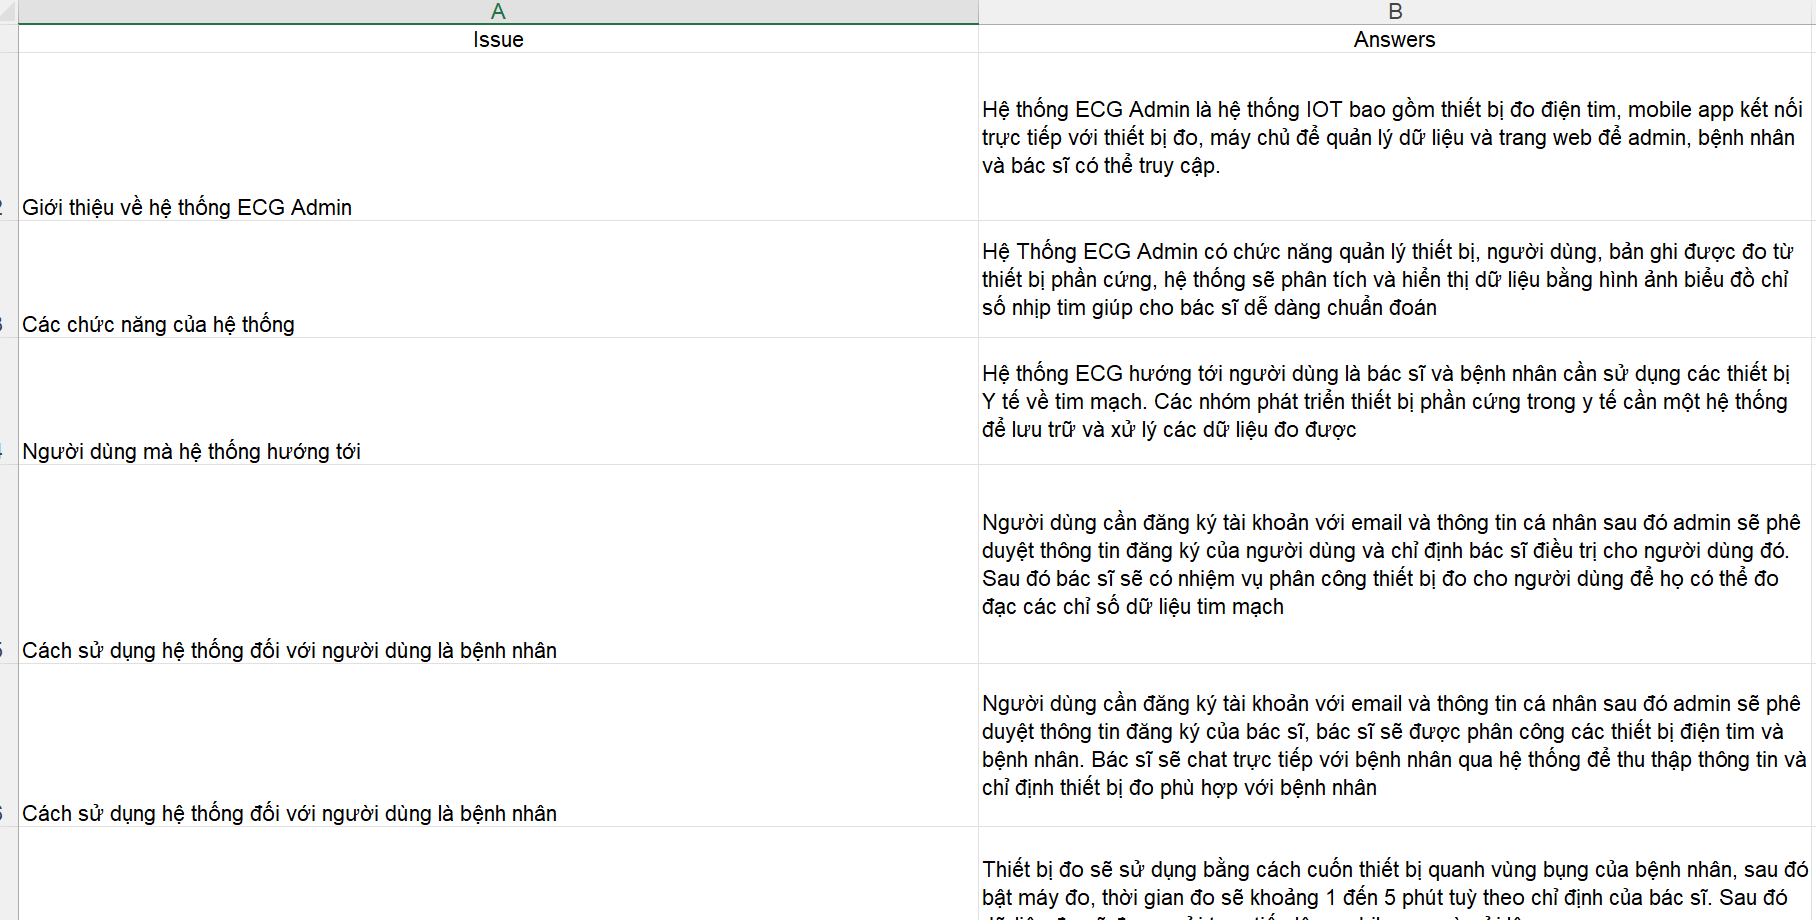 A
B
Issue
Answers
Hệ thống ECG Admin là hệ thống IOT bao gồm thiết bị đo điện tim, mobile app kết nối
trực tiếp với thiết bị đo, máy chủ để quản lý dữ liệu và trang web để admin, bệnh nhân
và bác sĩ có thể truy cập.
Giới thiệu về hệ thống ECG Admin
Hệ Thống ECG Admin có chức năng quản lý thiết bị, người dùng, bản ghi được đo từ
thiết bị phần cứng, hệ thống sẽ phân tích và hiển thị dữ liệu bằng hình ảnh biểu đồ chỉ
số nhịp tim giúp cho bác sĩ dễ dàng chuẩn đoán
Các chức năng của hệ thống
Hệ thống ECG hướng tới người dùng là bác sĩ và bệnh nhân cần sử dụng các thiết bị
Y tế về tim mạch. Các nhóm phát triển thiết bị phần cứng trong y tế cần một hệ thống
để lưu trữ và xử lý các dữ liệu đo được
Người dùng mà hệ thống hướng tới
Người dùng cần đăng ký tài khoản với email và thông tin cá nhân sau đó admin sẽ phê
duyệt thông tin đăng ký của người dùng và chỉ định bác sĩ điều trị cho người dùng đó.
Sau đó bác sĩ sẽ có nhiệm vụ phân công thiết bị đo cho người dùng để họ có thể đo
đạc các chỉ số dữ liệu tim mạch
Cách sử dụng hệ thống đối với người dùng là bệnh nhân
Người dùng cần đăng ký tài khoản với email và thông tin cá nhân sau đó admin sẽ phê
duyệt thông tin đăng ký của bác sĩ, bác sĩ sẽ được phân công các thiết bị điện tim và
bệnh nhân. Bác sĩ sẽ chat trực tiếp với bệnh nhân qua hệ thống để thu thập thông tin và
chỉ định thiết bị đo phù hợp với bệnh nhân
Cách sử dụng hệ thống đối với người dùng là bệnh nhân
Thiết bị đo sẽ sử dụng bằng cách cuốn thiết bị quanh vùng bụng của bệnh nhân, sau đó
bật máy đo, thời gian đo sẽ khoảng 1 đến 5 phút tuỳ theo chỉ định của bác sĩ. Sau đó